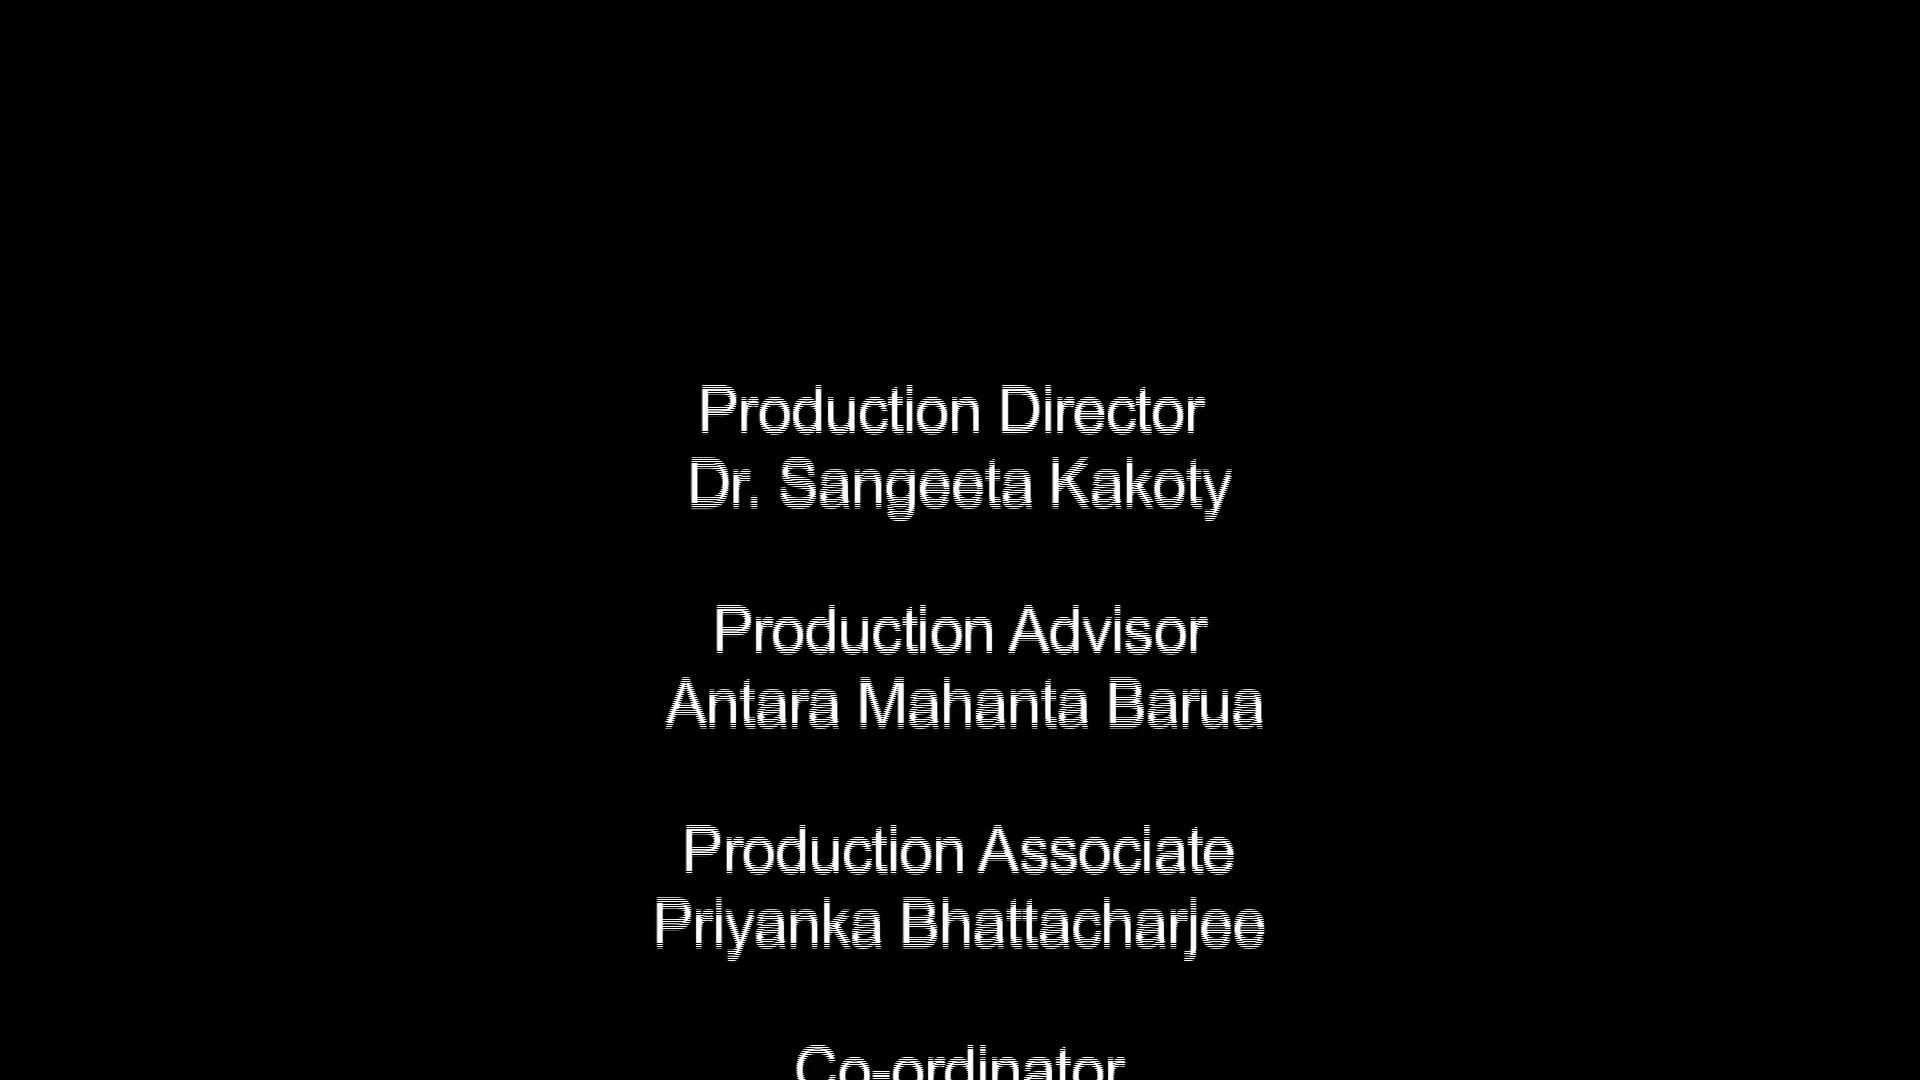 Production Director
Dr. Sangeeta Kakoty
Production Advisor
Antara Mahanta Barua
Production Associate
Priyanka Bhattacharjee
Co-ordinator